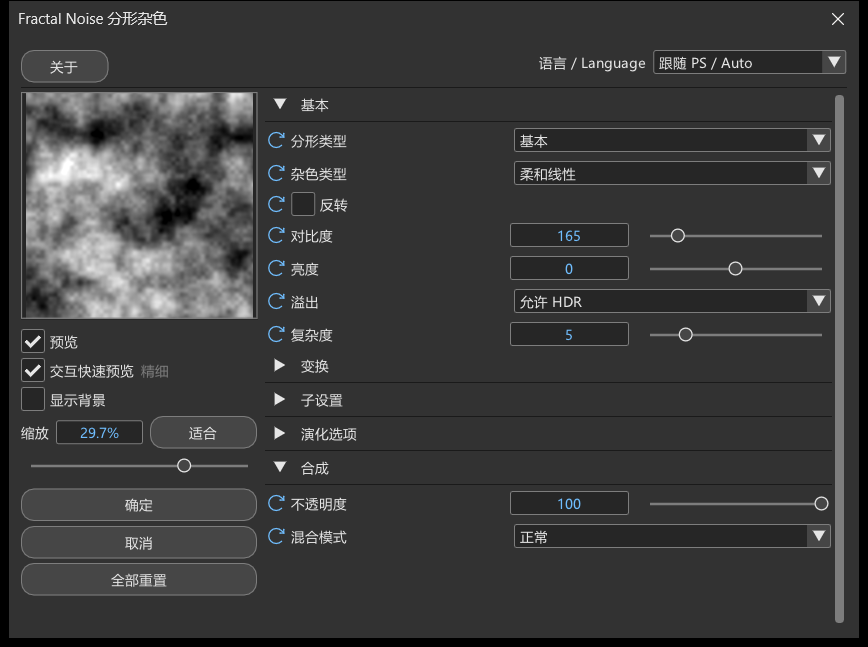 Fractal Noise 分形杂色
关于
语言 / Language
跟随 PS / Auto
基本
分形类型
基本
杂色类型
柔和线性
反转
对比度
165
亮度
0
溢出
允许 HDR
复杂度
5
变换
子设置
演化选项
合成
不透明度
100
混合模式
正常
预览
交互快速预览 精细
显示背景
缩放
29.7%
适合
确定
取消
全部重置